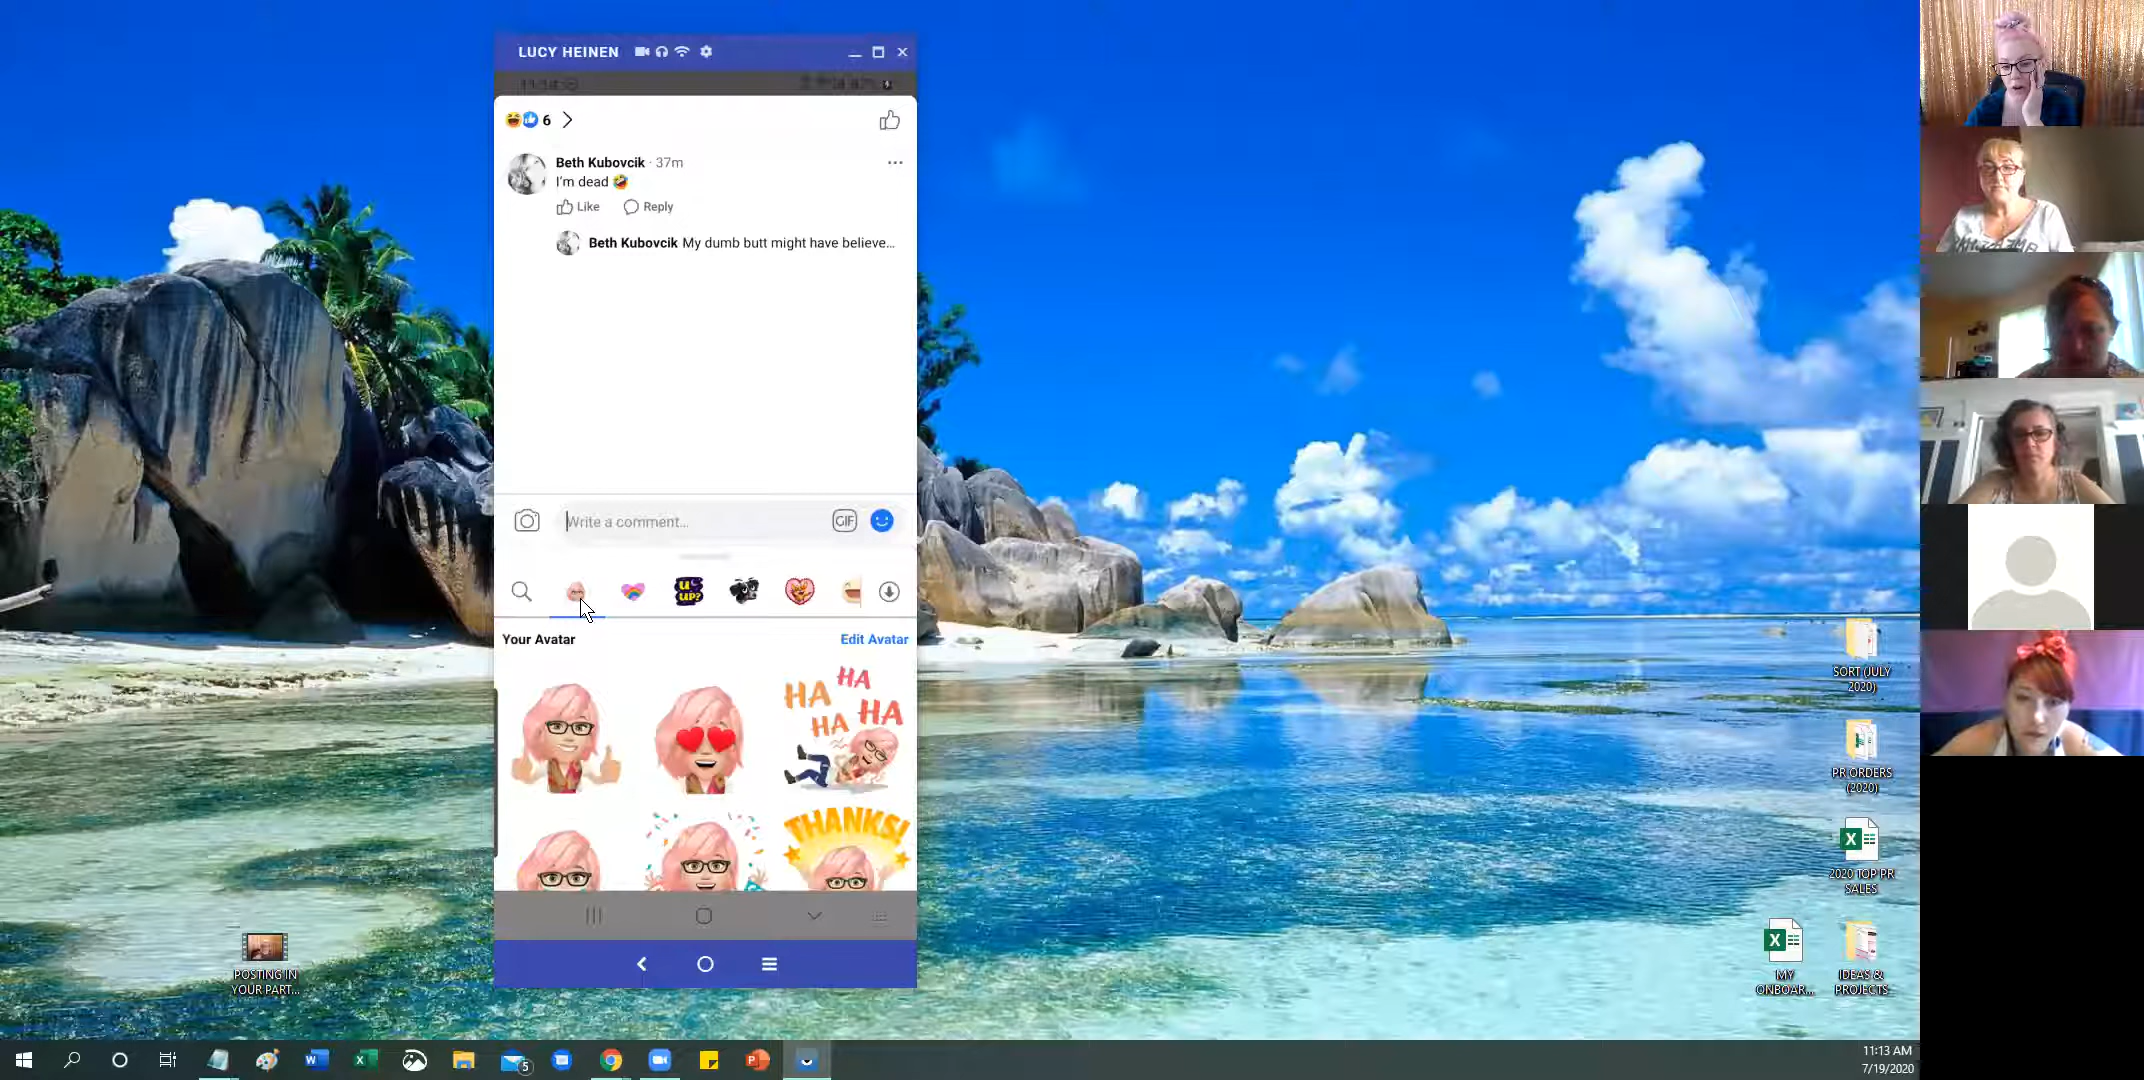 LUCY HEINEN
6
Beth Kubovcik · 37m
I'm dead 🤣
Like Reply
Beth Kubovcik My dumb butt might have believe...
Write a comment...
GIF
U UP?
Your Avatar Edit Avatar
HA HA HA HA
THANKS!
SORT (JULY
2020)
PR ORDERS
(2020)
2020 TOP PR
SALES
MY
ONBOAR...
IDEAS &
PROJECTS
POSTING IN
YOUR PART...
5
11:13 AM
7/19/2020